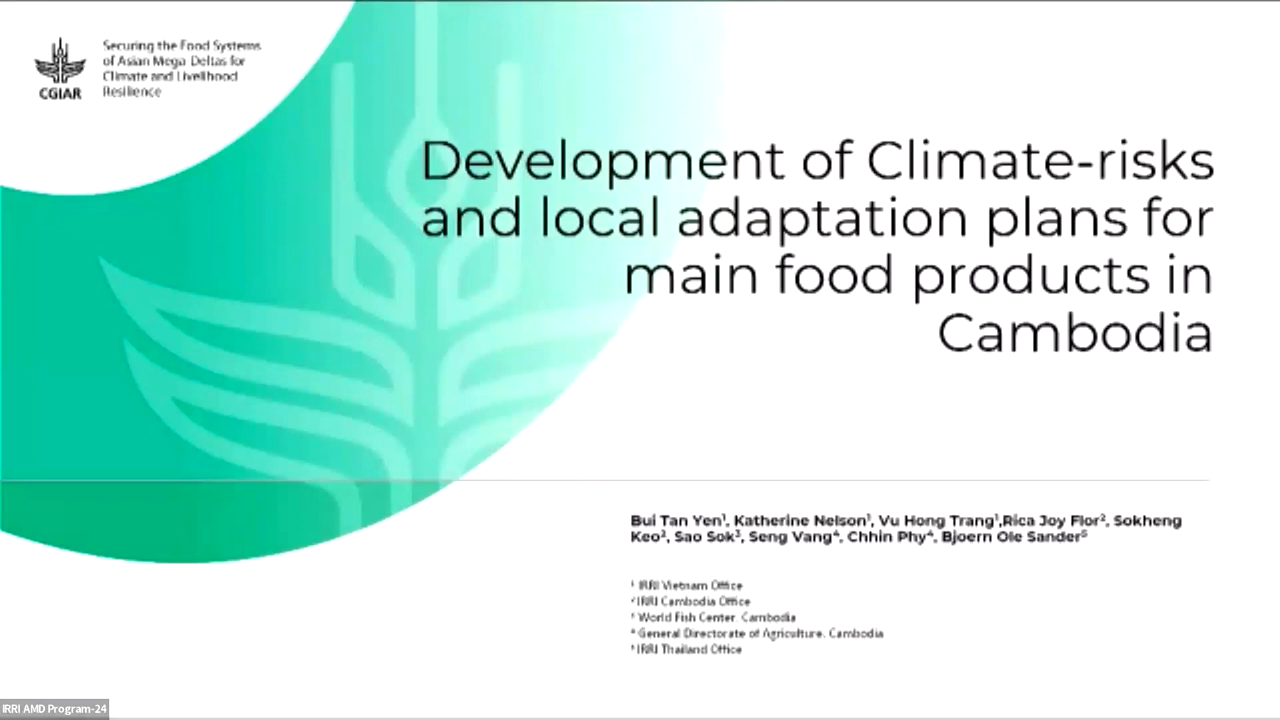 Securing the Food Systems
of Asian Mega Deltas for
Climate and Livelihood
Resilience
CGIAR
Development of Climate-risks
and local adaptation plans for
main food products in
Cambodia
Bui Tan Yen¹, Katherine Nelson¹, Vu Hong Trang¹,Rica Joy Flor², Sokheng
Keo², Sao Sok³, Seng Vang⁴, Chhin Phy⁴, Bjoern Ole Sander⁵
¹ IRRI Vietnam Office
² IRRI Cambodia Office
³ World Fish Center, Cambodia
⁴ General Directorate of Agriculture, Cambodia
⁵ IRRI Thailand Office
IRRI AMD Program-24